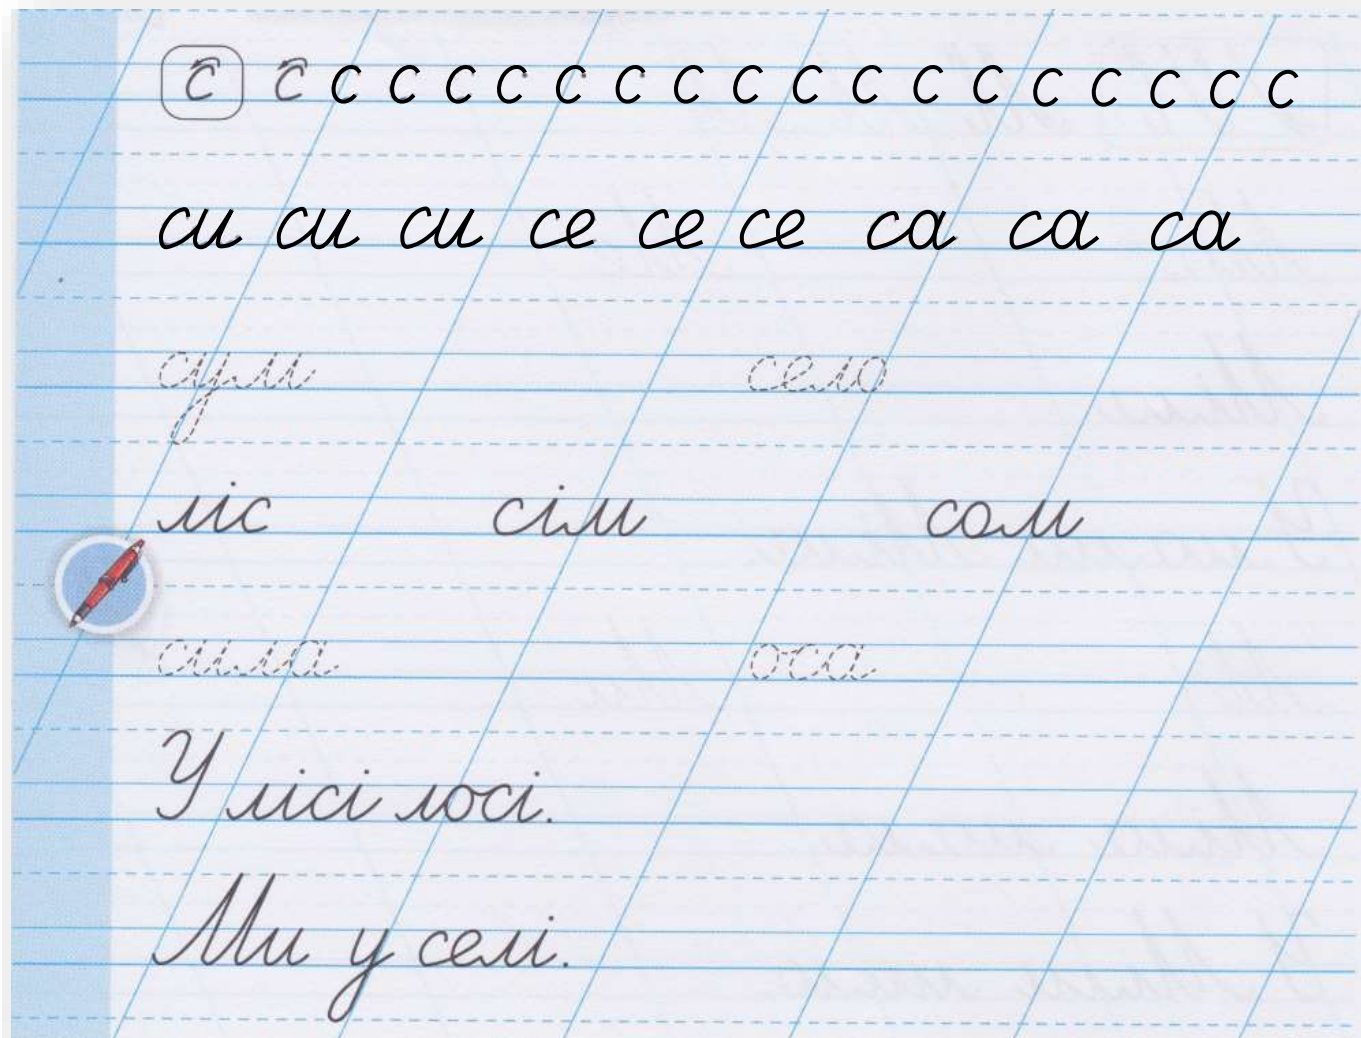 с с с с с с с с с с с с с с с с с с с
си си си се се се са са са
сум село
ліс сім сом
сила оса
У лісі лосі.
Ми у селі.